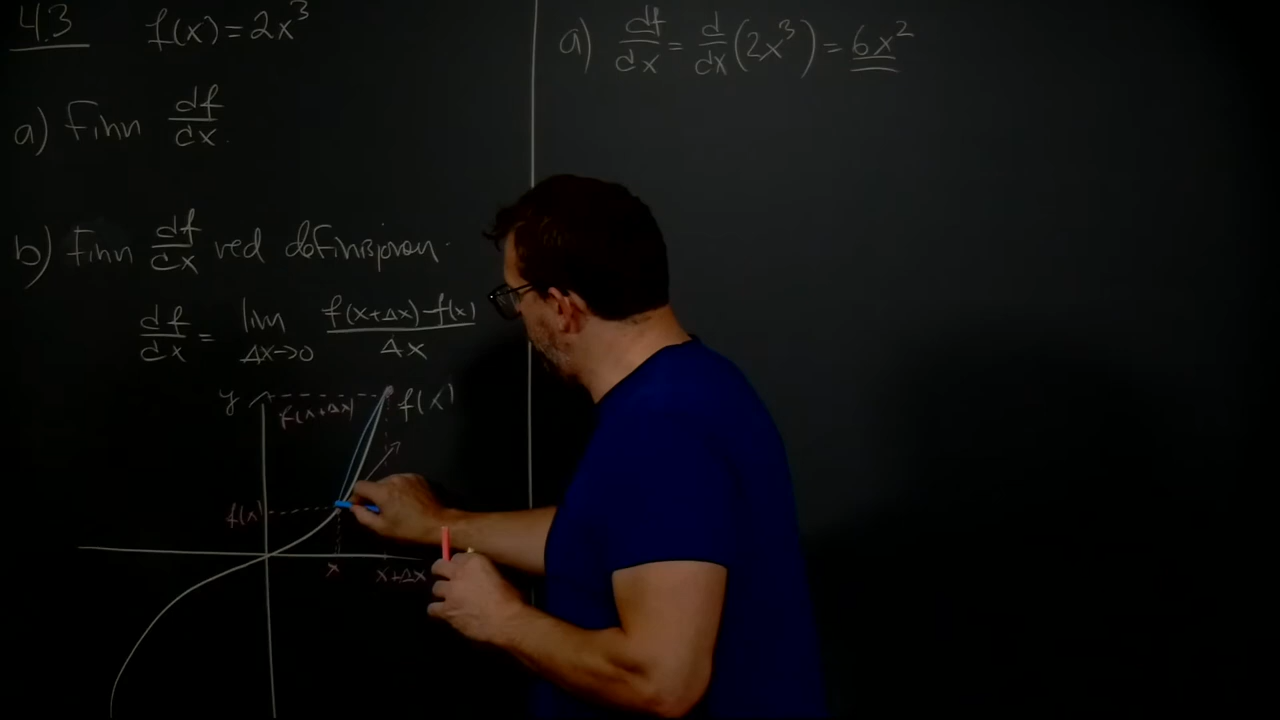 4.3 f(x) = 2x³
a) Finn df/dx.
b) Finn df/dx ved definisjonen.
df/dx = lim Δx→0 (f(x+Δx)-f(x))/Δx
y
f(x+Δx)
f(x)
f(x)
x
x+Δx
a) df/dx = d/dx (2x³) = 6x²